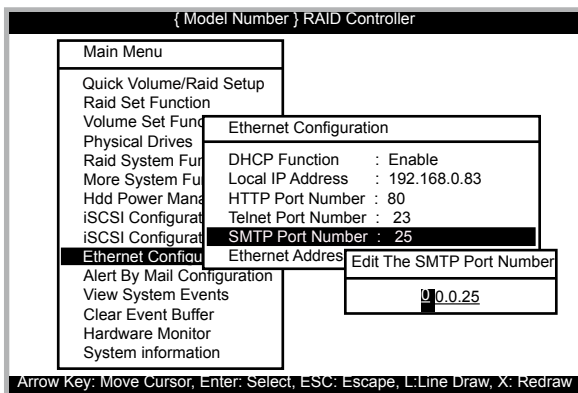 { Model Number } RAID Controller
Main Menu
Quick Volume/Raid Setup
Raid Set Function
Volume Set Func
Physical Drives
Raid System Fur
More System Fu
Hdd Power Mana
iSCSI Configurat
iSCSI Configurat
Ethernet Configu
Alert By Mail Configuration
View System Events
Clear Event Buffer
Hardware Monitor
System information
Ethernet Configuration
DHCP Function : Enable
Local IP Address : 192.168.0.83
HTTP Port Number : 80
Telnet Port Number : 23
SMTP Port Number : 25
Ethernet Addres
Edit The SMTP Port Number
0 0.0.25
Arrow Key: Move Cursor, Enter: Select, ESC: Escape, L:Line Draw, X: Redraw